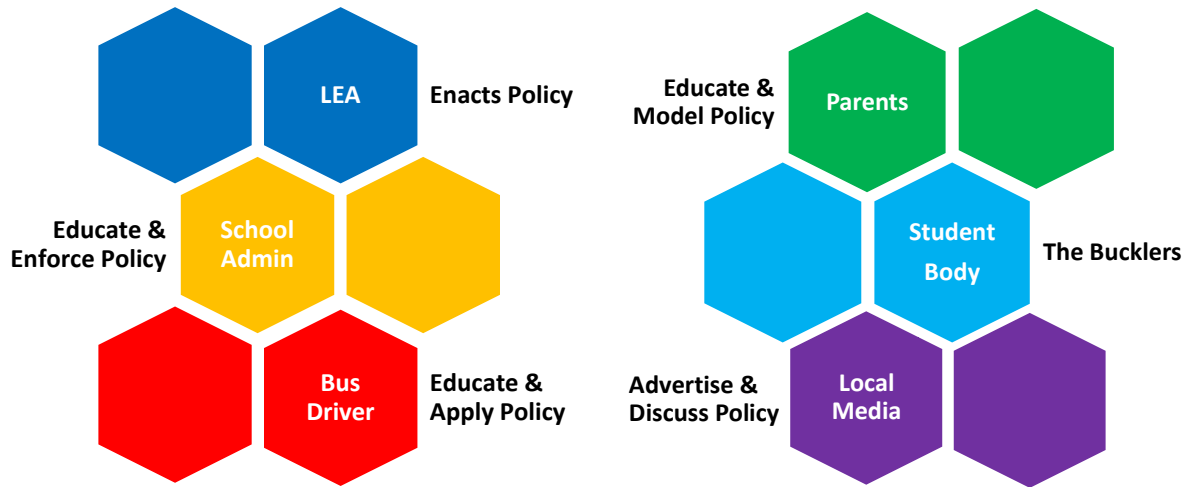 LEA
Enacts Policy
Educate &
Enforce Policy
School
Admin
Bus
Driver
Educate &
Apply Policy
Educate &
Model Policy
Parents
Student
Body
The Bucklers
Advertise &
Discuss Policy
Local
Media